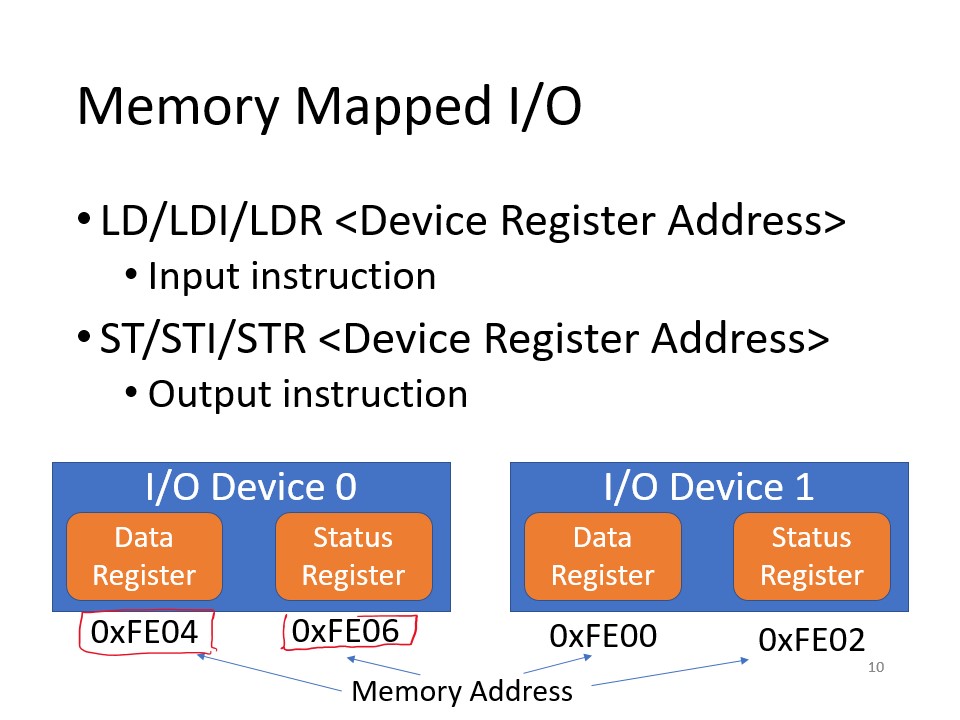 Memory Mapped I/O
• LD/LDI/LDR <Device Register Address>
• Input instruction
• ST/STI/STR <Device Register Address>
• Output instruction
I/O Device 0
Data
Register
Status
Register
0xFE04
0xFE06
I/O Device 1
Data
Register
Status
Register
0xFE00
0xFE02
Memory Address
10